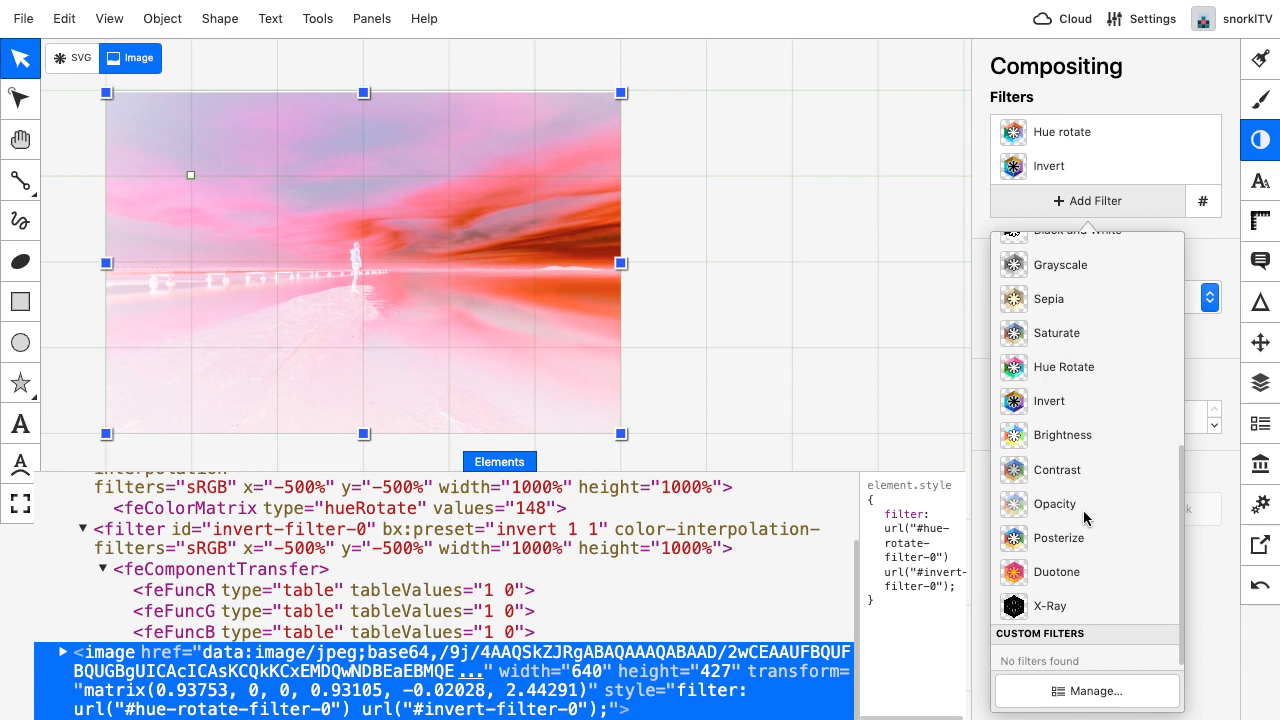 File Edit View Object Shape Text Tools Panels Help
Cloud Settings snorklTV
SVG Image
Compositing
Filters
Hue rotate
Invert
+ Add Filter #
Black and White
Grayscale
Sepia
Saturate
Hue Rotate
Invert
Brightness
Contrast
Opacity
Posterize
Duotone
X-Ray
CUSTOM FILTERS
No filters found
Manage...
k
Elements
interpolation-
filters="sRGB" x="-500%" y="-500%" width="1000%" height="1000%">
<feColorMatrix type="hueRotate" values="148">
<filter id="invert-filter-0" bx:preset="invert 1 1" color-interpolation-
filters="sRGB" x="-500%" y="-500%" width="1000%" height="1000%">
<feComponentTransfer>
<feFuncR type="table" tableValues="1 0">
<feFuncG type="table" tableValues="1 0">
<feFuncB type="table" tableValues="1 0">
<image href="data:image/jpeg;base64,/9j/4AAQSkZJRgABAQAAAQABAAD/2wCEAAUFBQUF
BQUGBgUICAcICAsKCQkKCxEMDQwNDBEaEBMQE ..." width="640" height="427" transform=
"matrix(0.93753, 0, 0, 0.93105, -0.02028, 2.44291)" style="filter:
url("#hue-rotate-filter-0") url("#invert-filter-0");">
element.style
{
filter:
url("#hue-
rotate-
filter-0")
url("#invert-
filter-0");
}